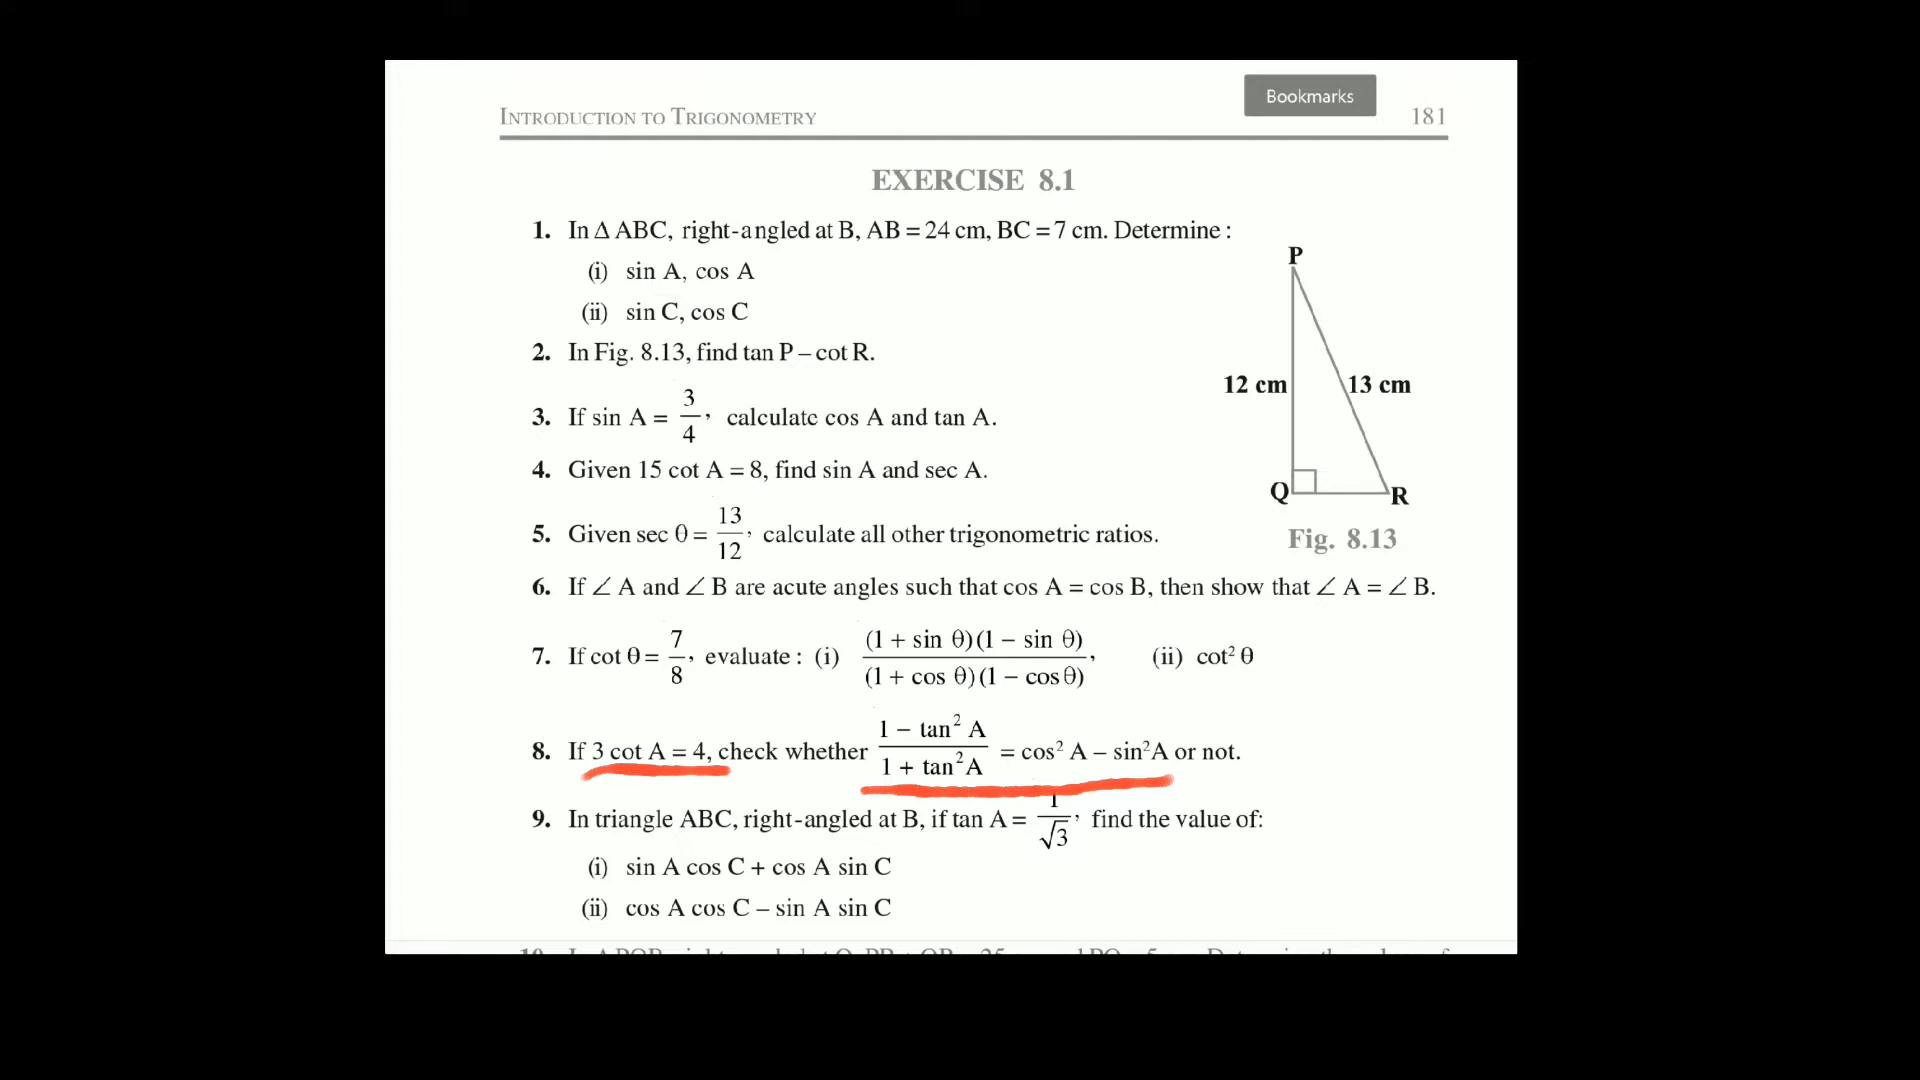 Bookmarks
INTRODUCTION TO TRIGONOMETRY 181
EXERCISE 8.1
1. In Δ ABC, right-angled at B, AB = 24 cm, BC = 7 cm. Determine :
(i) sin A, cos A
(ii) sin C, cos C
2. In Fig. 8.13, find tan P – cot R.
3. If sin A = 3/4, calculate cos A and tan A.
4. Given 15 cot A = 8, find sin A and sec A.
5. Given sec θ = 13/12, calculate all other trigonometric ratios.
P
12 cm 13 cm
Q R
Fig. 8.13
6. If ∠ A and ∠ B are acute angles such that cos A = cos B, then show that ∠ A = ∠ B.
7. If cot θ = 7/8, evaluate : (i) (1 + sin θ)(1 – sin θ)/(1 + cos θ)(1 – cos θ), (ii) cot² θ
8. If 3 cot A = 4, check whether (1 – tan² A)/(1 + tan² A) = cos² A – sin² A or not.
9. In triangle ABC, right-angled at B, if tan A = 1/√3, find the value of:
(i) sin A cos C + cos A sin C
(ii) cos A cos C – sin A sin C